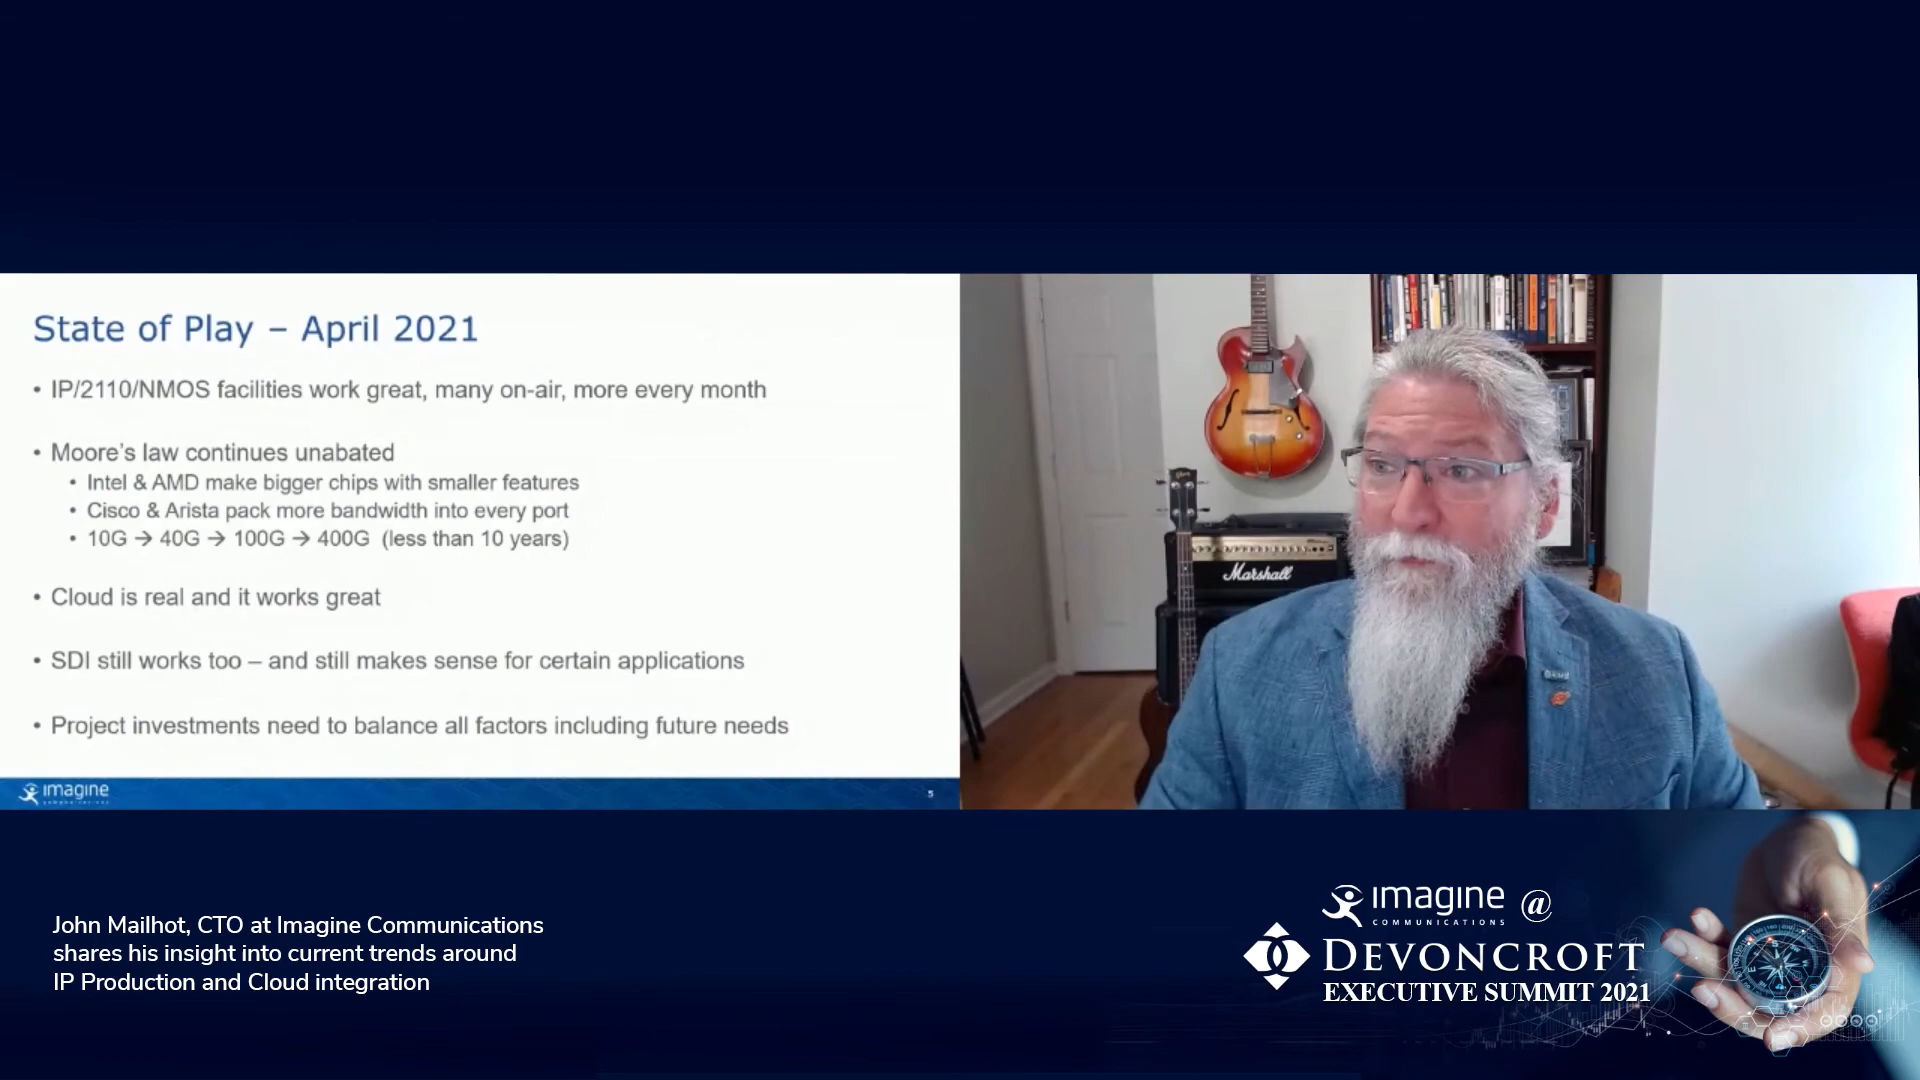 State of Play – April 2021
• IP/2110/NMOS facilities work great, many on-air, more every month
• Moore's law continues unabated
• Intel & AMD make bigger chips with smaller features
• Cisco & Arista pack more bandwidth into every port
• 10G → 40G → 100G → 400G (less than 10 years)
• Cloud is real and it works great
• SDI still works too – and still makes sense for certain applications
• Project investments need to balance all factors including future needs
imagine
5
Marshall
John Mailhot, CTO at Imagine Communications
shares his insight into current trends around
IP Production and Cloud integration
imagine @
COMMUNICATIONS
DEVONCROFT
EXECUTIVE SUMMIT 2021